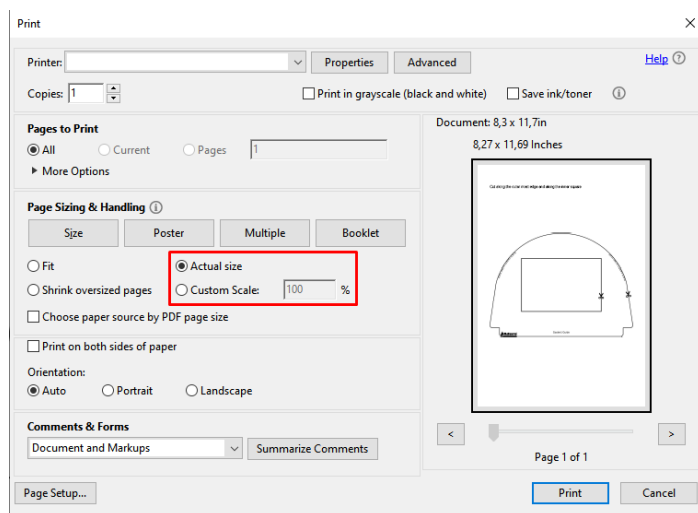 Print
Printer:
Properties
Advanced
Help
Copies: 1
Print in grayscale (black and white)
Save ink/toner
Pages to Print
All
Current
Pages
1
More Options
Document: 8,3 x 11,7in
8,27 x 11,69 Inches
Page Sizing & Handling
Size
Poster
Multiple
Booklet
Fit
Actual size
Shrink oversized pages
Custom Scale:
100
%
Choose paper source by PDF page size
Print on both sides of paper
Orientation:
Auto
Portrait
Landscape
Comments & Forms
Document and Markups
Summarize Comments
<
>
Page 1 of 1
Page Setup...
Print
Cancel